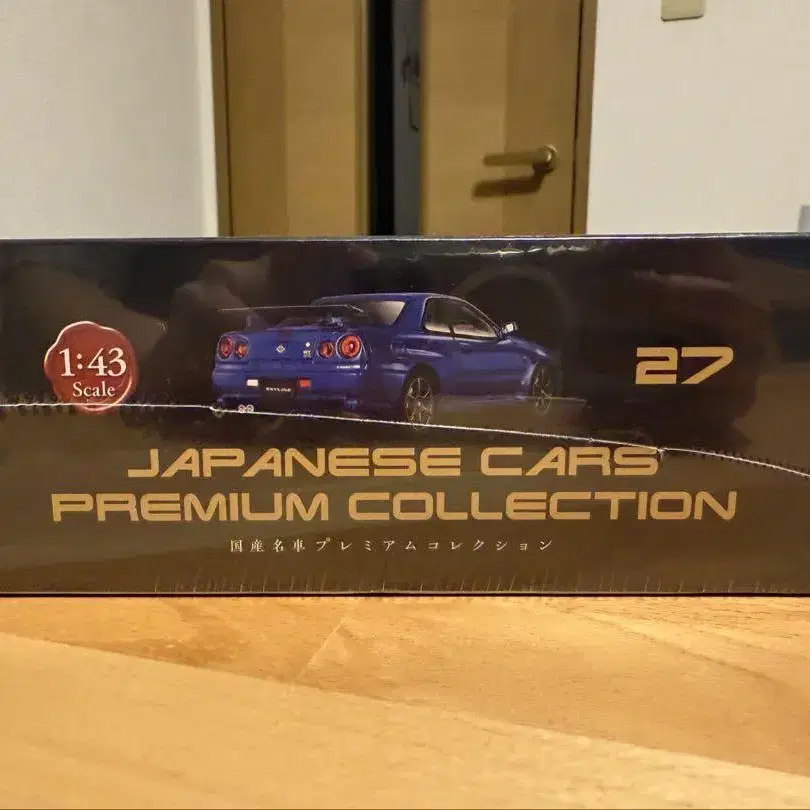 1:43
Scale
27
SKYLINE
JAPANESE CARS
PREMIUM COLLECTION
国産名車プレミアムコレクション